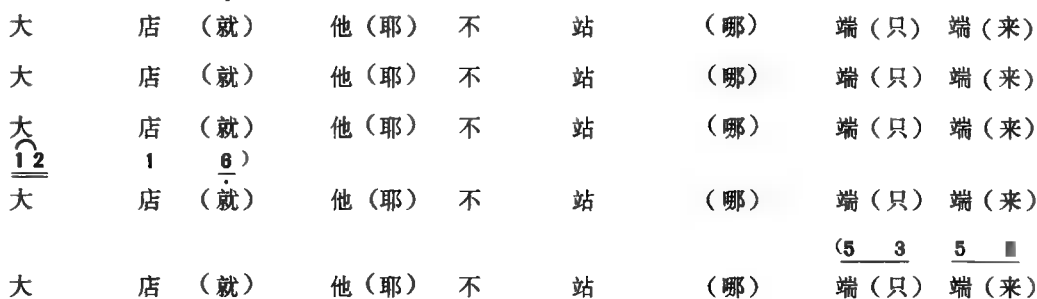 大 店 (就) 他 (耶) 不 站 (哪) 端 (只) 端 (来)
大 店 (就) 他 (耶) 不 站 (哪) 端 (只) 端 (来)
大 店 (就) 他 (耶) 不 站 (哪) 端 (只) 端 (来)
12 1 6)
大 店 (就) 他 (耶) 不 站 (哪) 端 (只) 端 (来)
(5 3 5
大 店 (就) 他 (耶) 不 站 (哪) 端 (只) 端 (来)